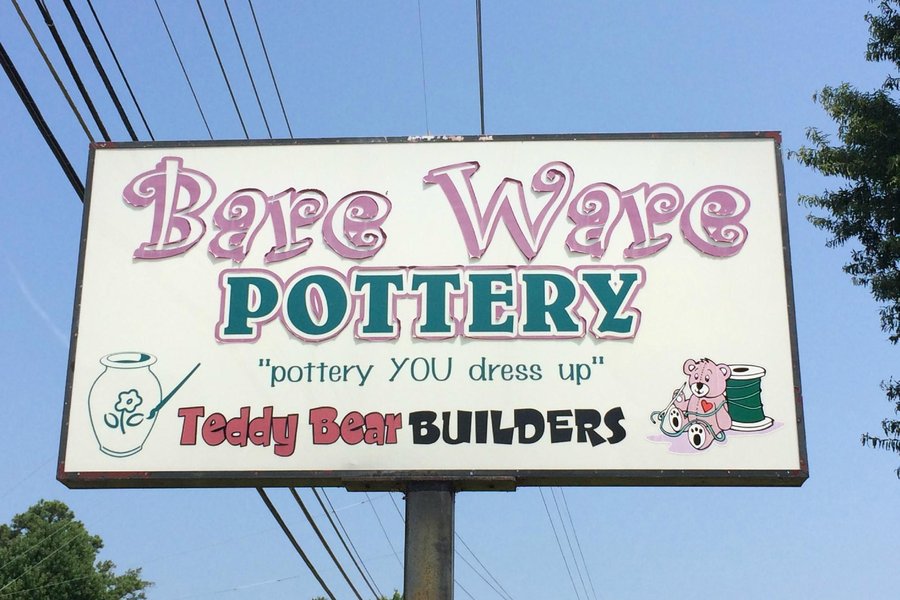 Bare Ware
POTTERY
"pottery YOU dress up"
Teddy Bear BUILDERS